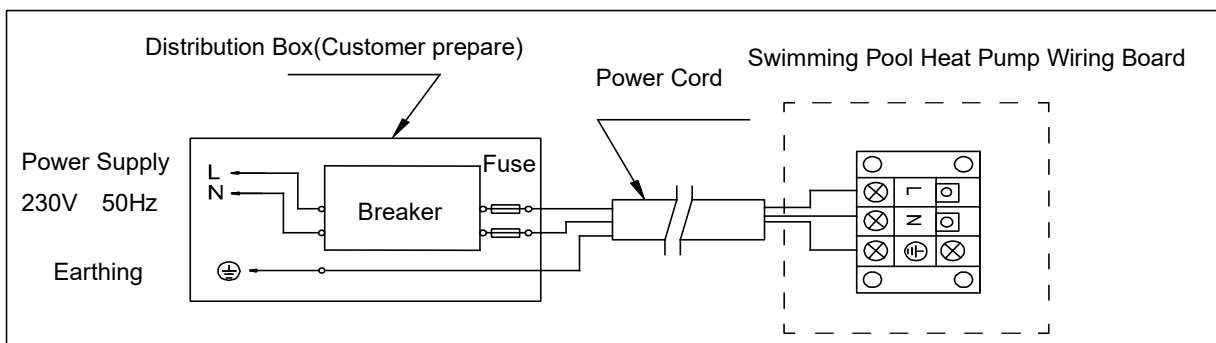 Distribution Box(Customer prepare)
Swimming Pool Heat Pump Wiring Board
Power Cord
Power Supply
230V 50Hz
L
N
Fuse
Breaker
Earthing
L
N